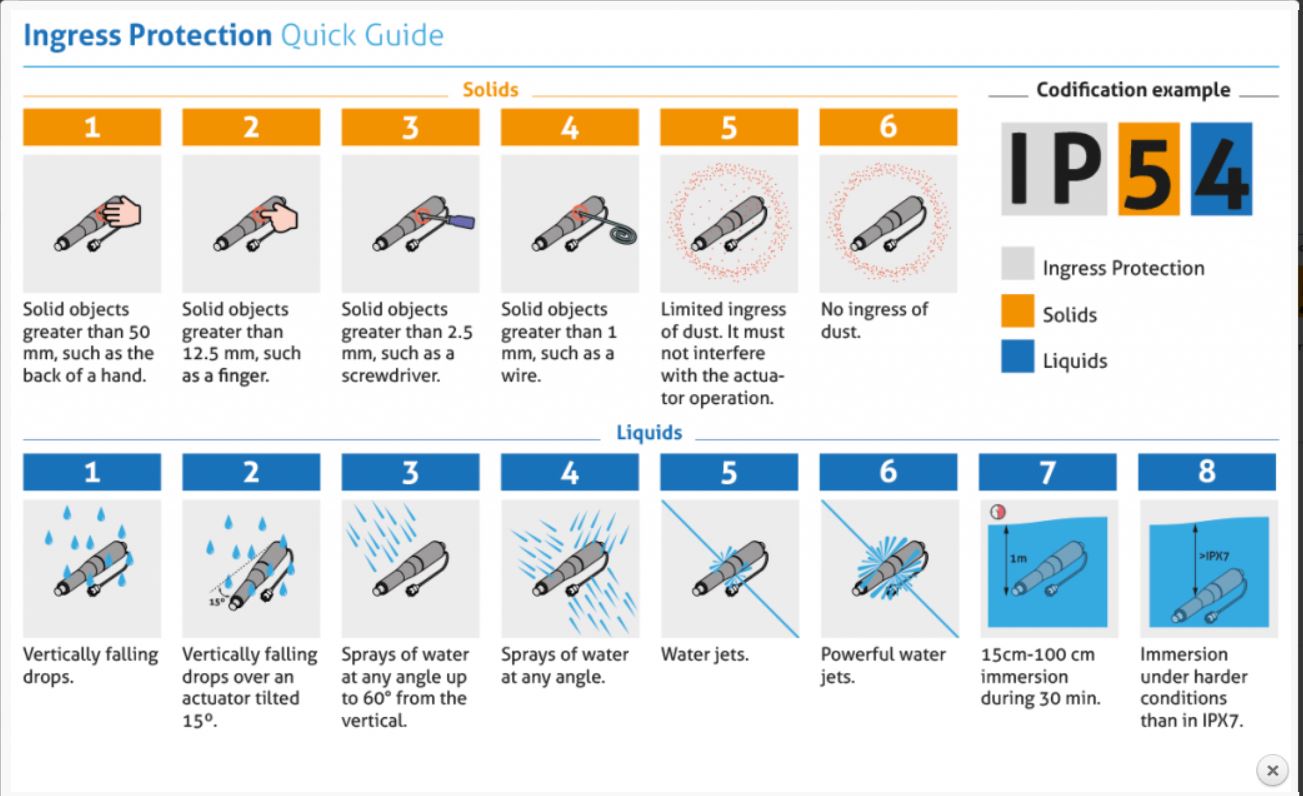 Ingress Protection Quick Guide
Solids
1
2
3
4
5
6
Solid objects
greater than 50
mm, such as the
back of a hand.
Solid objects
greater than
12.5 mm, such
as a finger.
Solid objects
greater than 2.5
mm, such as a
screwdriver.
Solid objects
greater than 1
mm, such as a
wire.
Limited ingress
of dust. It must
not interfere
with the actua-
tor operation.
No ingress of
dust.
Codification example
IP54
Ingress Protection
Solids
Liquids
Liquids
1
2
3
4
5
6
7
8
15º
1m
>IPX7
Vertically falling
drops.
Vertically falling
drops over an
actuator tilted
15º.
Sprays of water
at any angle up
to 60° from the
vertical.
Sprays of water
at any angle.
Water jets.
Powerful water
jets.
15cm-100 cm
immersion
during 30 min.
Immersion
under harder
conditions
than in IPX7.